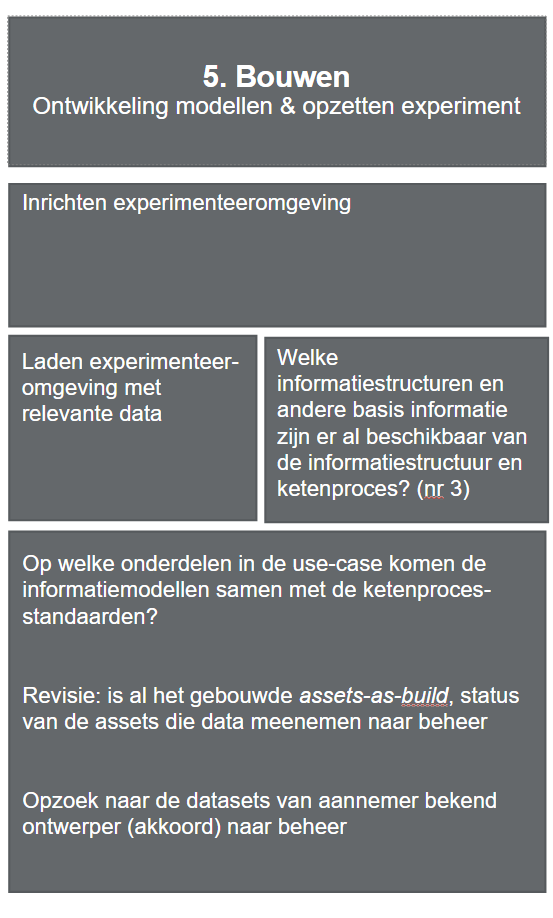 5. Bouwen
Ontwikkeling modellen & opzetten experiment
Inrichten experimenteeromgeving
Laden experimenteer-
omgeving met
relevante data
Welke
informatiestructuren en
andere basis informatie
zijn er al beschikbaar van
de informatiestructuur en
ketenproces? (nr 3)
Op welke onderdelen in de use-case komen de
informatiemodellen samen met de ketenproces-
standaarden?
Revisie: is al het gebouwde assets-as-build, status
van de assets die data meenemen naar beheer
Opzoek naar de datasets van aannemer bekend
ontwerper (akkoord) naar beheer